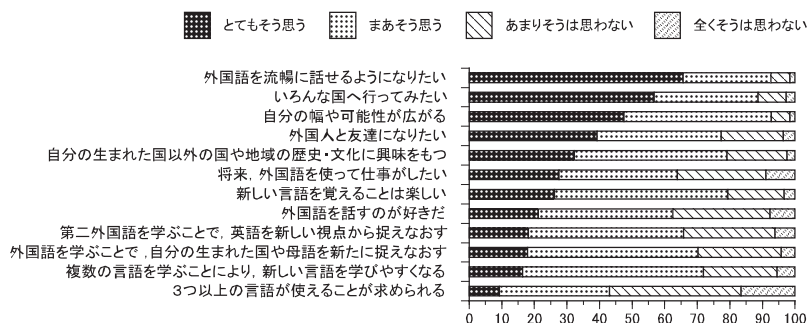 とてもそう思う まあそう思う あまりそうは思わない 全くそうは思わない
外国語を流暢に話せるようになりたい
いろんな国へ行ってみたい
自分の幅や可能性が広がる
外国人と友達になりたい
自分の生まれた国以外の国や地域の歴史・文化に興味をもつ
将来，外国語を使って仕事がしたい
新しい言語を覚えることは楽しい
外国語を話すのが好きだ
第二外国語を学ぶことで，英語を新しい視点から捉えなおす
外国語を学ぶことで，自分の生まれた国や母語を新たに捉えなおす
複数の言語を学ぶことにより，新しい言語を学びやすくなる
３つ以上の言語が使えることが求められる
0 10 20 30 40 50 60 70 80 90 100